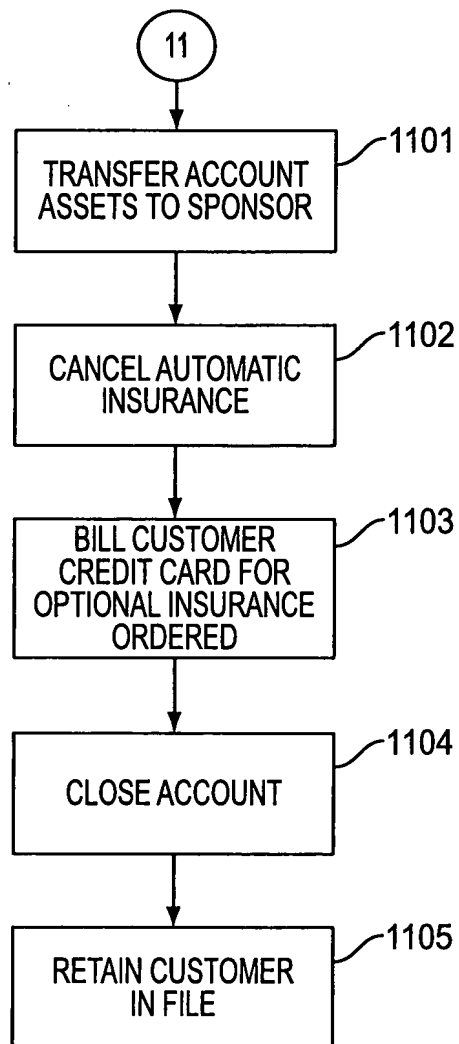 11
1101
TRANSFER ACCOUNT
ASSETS TO SPONSOR
1102
CANCEL AUTOMATIC
INSURANCE
1103
BILL CUSTOMER
CREDIT CARD FOR
OPTIONAL INSURANCE
ORDERED
1104
CLOSE ACCOUNT
1105
RETAIN CUSTOMER
IN FILE